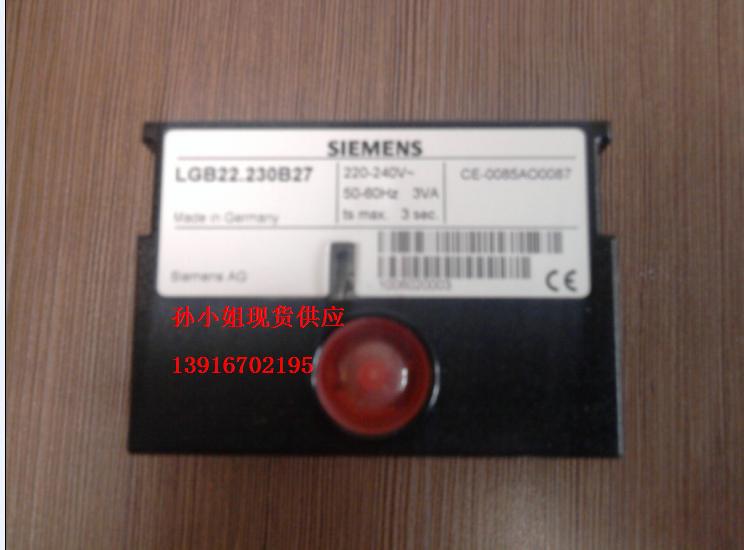 SIEMENS
LGB22.230B27
220-240V~
CE-0085AO0087
50-60Hz 3VA
Made in Germany
ts max. 3 sec.
Siemens AG
1006020003
CE
孙小姐现货供应
13916702195